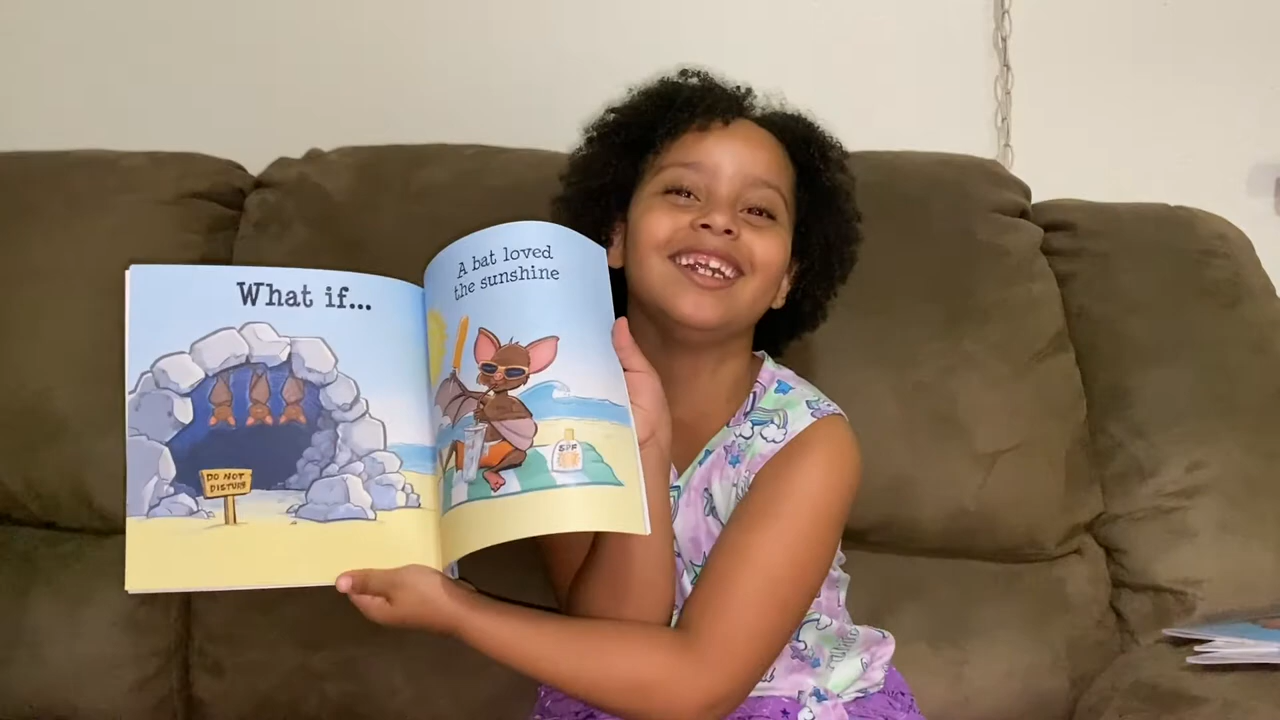 What if...
DO NOT
DISTURB
A bat loved
the sunshine
SPF